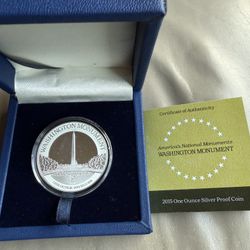 WASHINGTON MONUMENT
Certificate of Authenticity
America's National Monuments
WASHINGTON MONUMENT
2015 One Ounce Silver Proof Coin